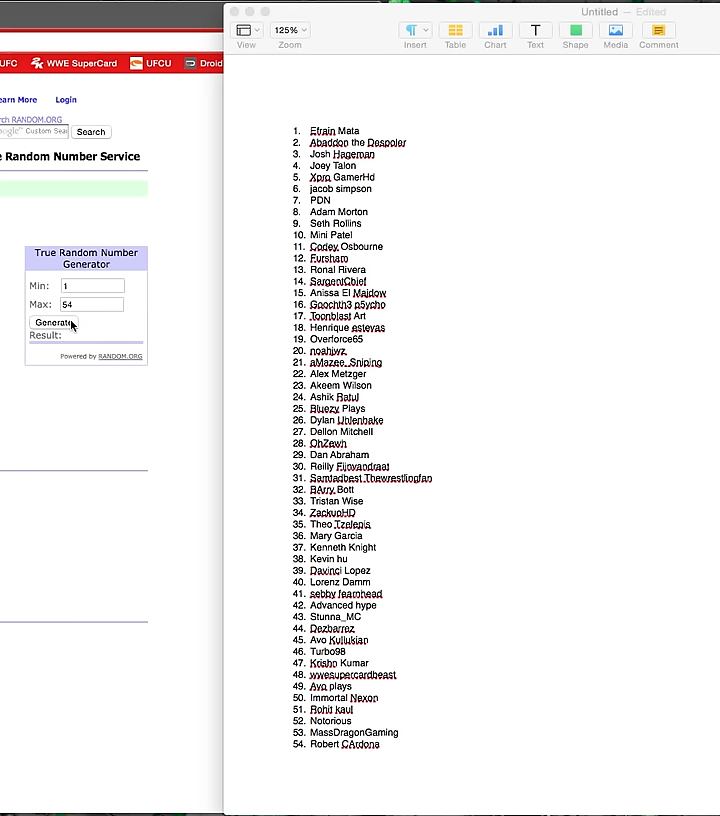 Untitled — Edited
View
125%
Zoom
Insert
Table
Chart
Text
Shape
Media
Comment
UFC
WWE SuperCard
UFCU
Droid
earn More
Login
rch RANDOM.ORG
oogle™ Custom Sear
Search
e Random Number Service
True Random Number
Generator
Min: 1
Max: 54
Generate
Result:
Powered by RANDOM.ORG
1. Efrain Mata
2. Abaddon the Despoler
3. Josh Hageman
4. Joey Talon
5. Xpro GamerHd
6. jacob simpson
7. PDN
8. Adam Morton
9. Seth Rollins
10. Mini Patel
11. Codey Osbourne
12. Fursham
13. Ronal Rivera
14. SargentChief
15. Anissa El Majdow
16. Goochth3 p5ycho
17. Toonblast Art
18. Henrique estevas
19. Overforce65
20. noahjwz
21. aMazee_Sniping
22. Alex Metzger
23. Akeem Wilson
24. Ashik Ratul
25. Bluezy Plays
26. Dylan Uhlenhake
27. Dellon Mitchell
28. OhZewh
29. Dan Abraham
30. Reilly Fijnvandraat
31. Samtadbest Thewrestlingfan
32. BArry Bott
33. Tristan Wise
34. ZackupHD
35. Theo Tzelepis
36. Mary Garcia
37. Kenneth Knight
38. Kevin hu
39. Davinci Lopez
40. Lorenz Damm
41. sebby fearnhead
42. Advanced hype
43. Stunna_MC
44. Dezbarrez
45. Avo Kullukian
46. Turbo98
47. Krishn Kumar
48. wwesupercardbeast
49. Avo plays
50. Immortal Nexon
51. Rohit kaul
52. Notorious
53. MassDragonGaming
54. Robert CArdona